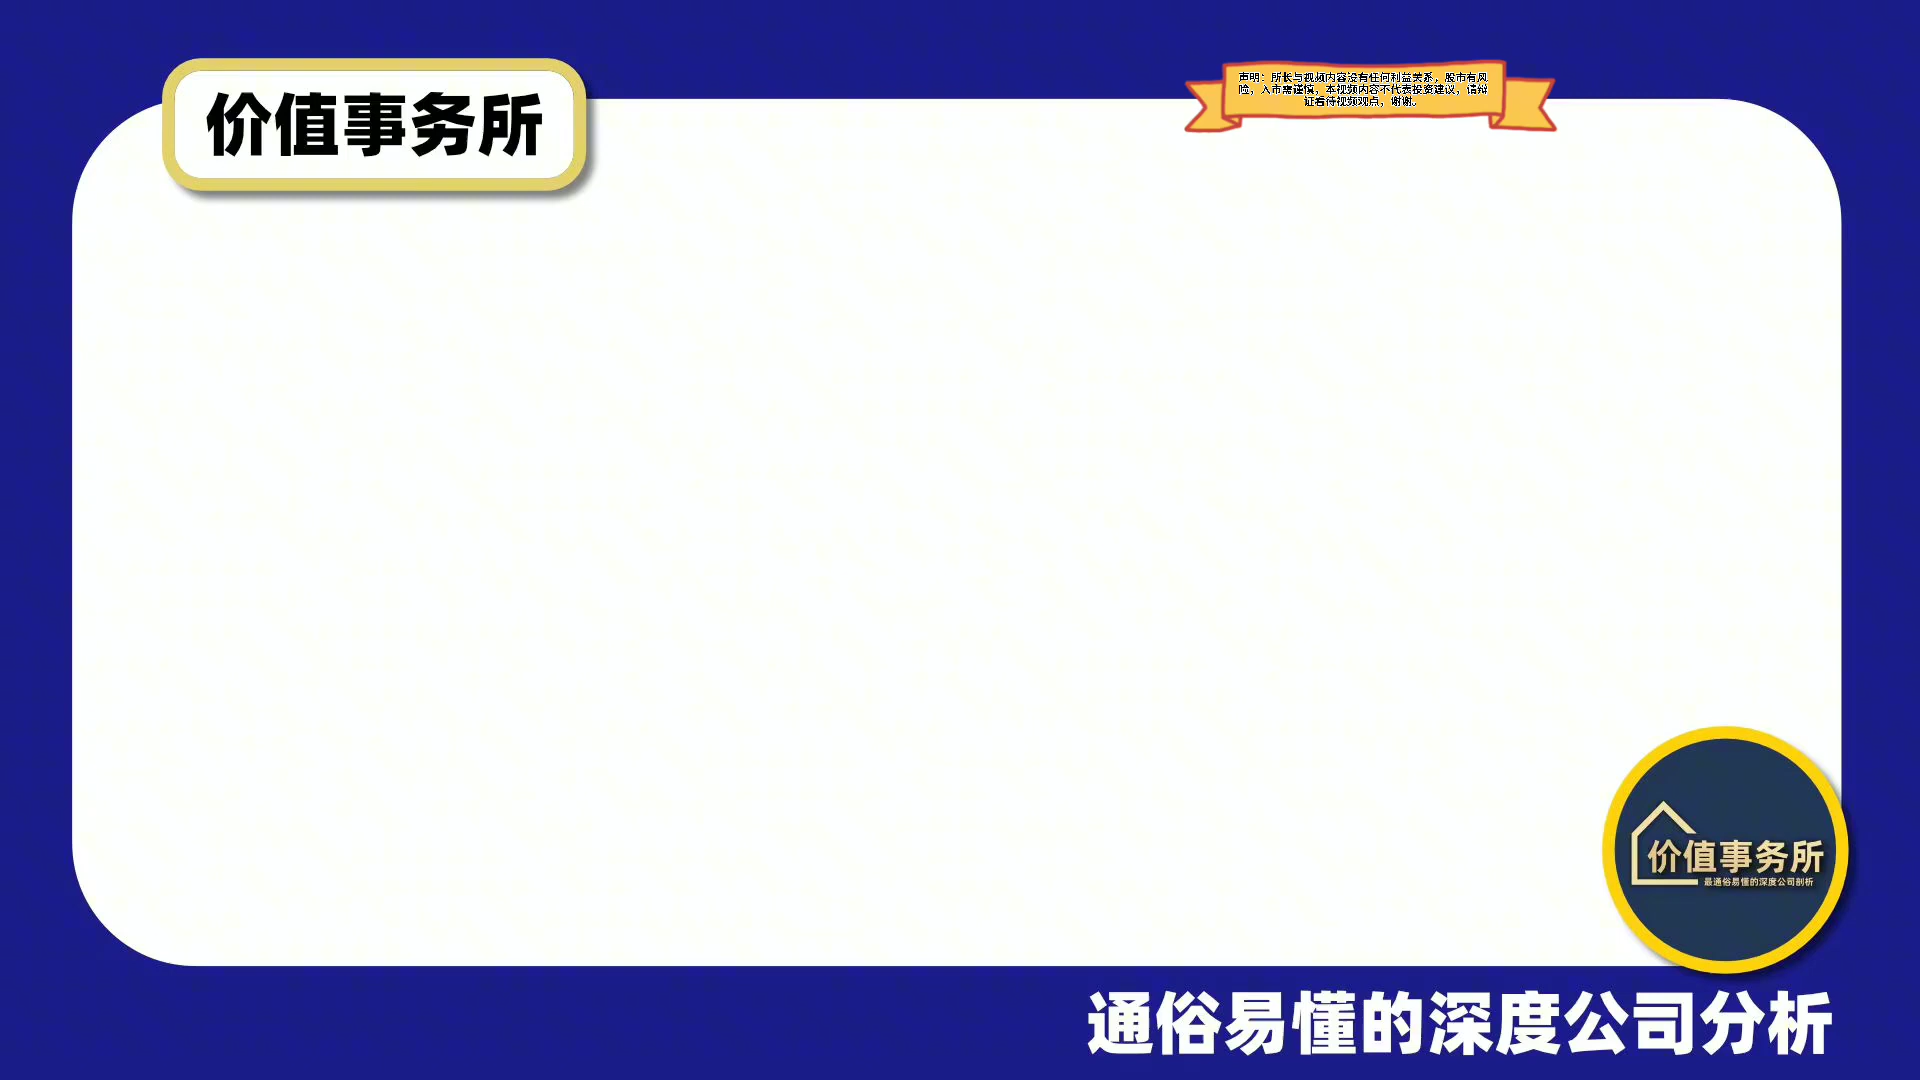 价值事务所
声明：所长与视频内容没有任何利益关系，股市有风
险，入市需谨慎，本视频内容不代表投资建议，请辩
证看待视频观点，谢谢。
价值事务所
最通俗易懂的深度公司剖析
通俗易懂的深度公司分析